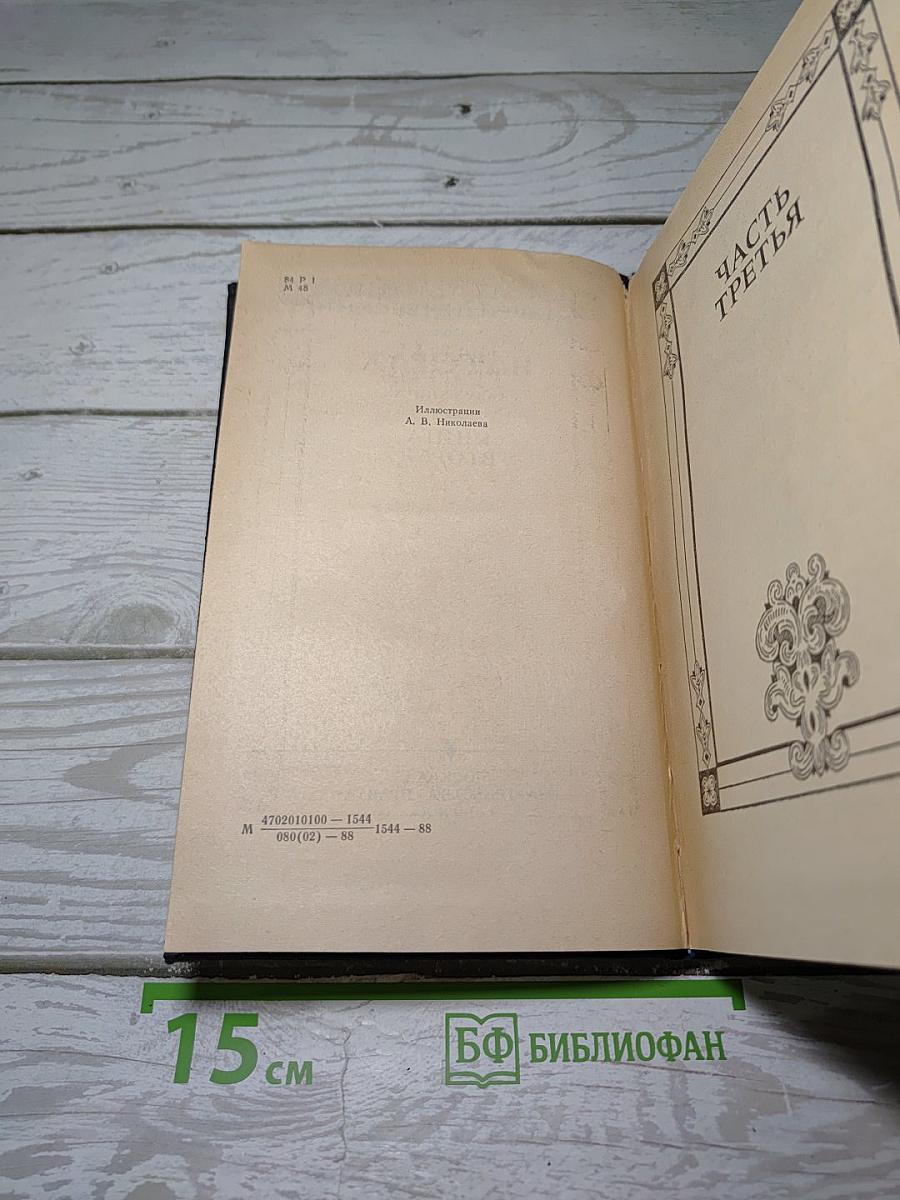 84 Р 1
М 48
Иллюстрации
А. В. Николаева
М 4702010100 — 1544
080(02) — 88
1544 — 88
ЧАСТЬ
ТРЕТЬЯ
15 см
БФ БИБЛИОФАН